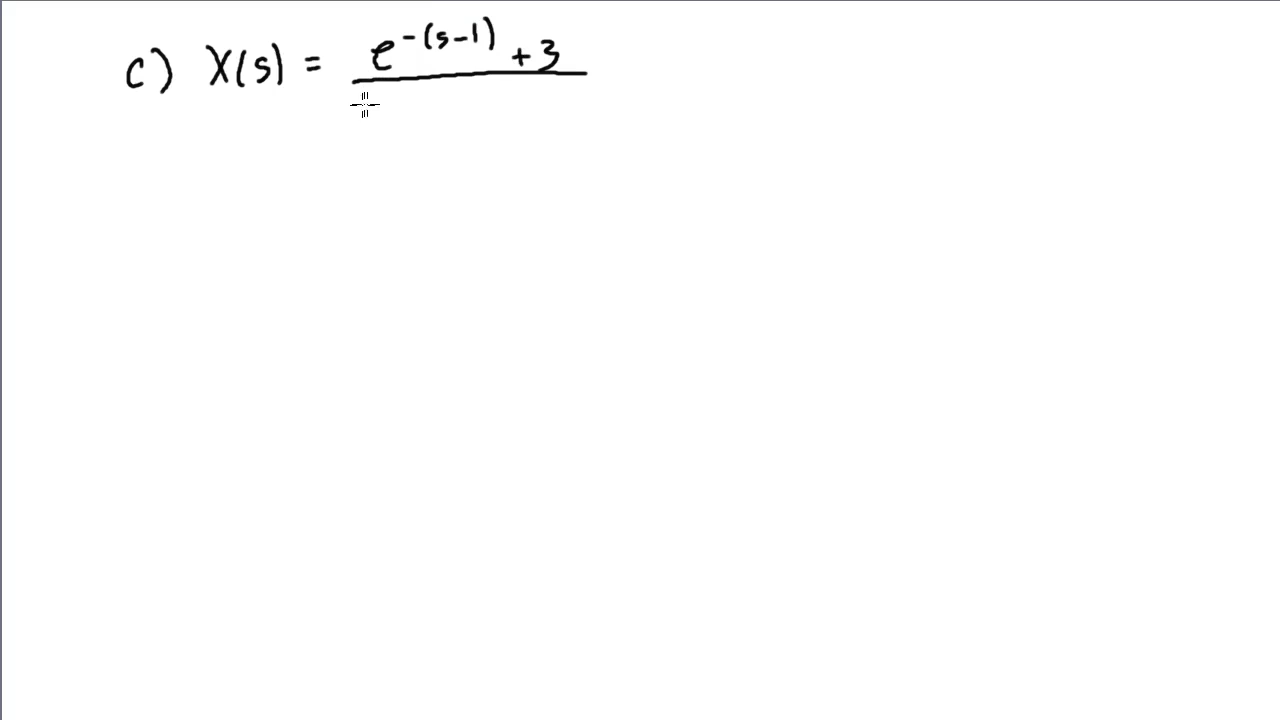 c) X(s) = e^{-(s-1)} + 3